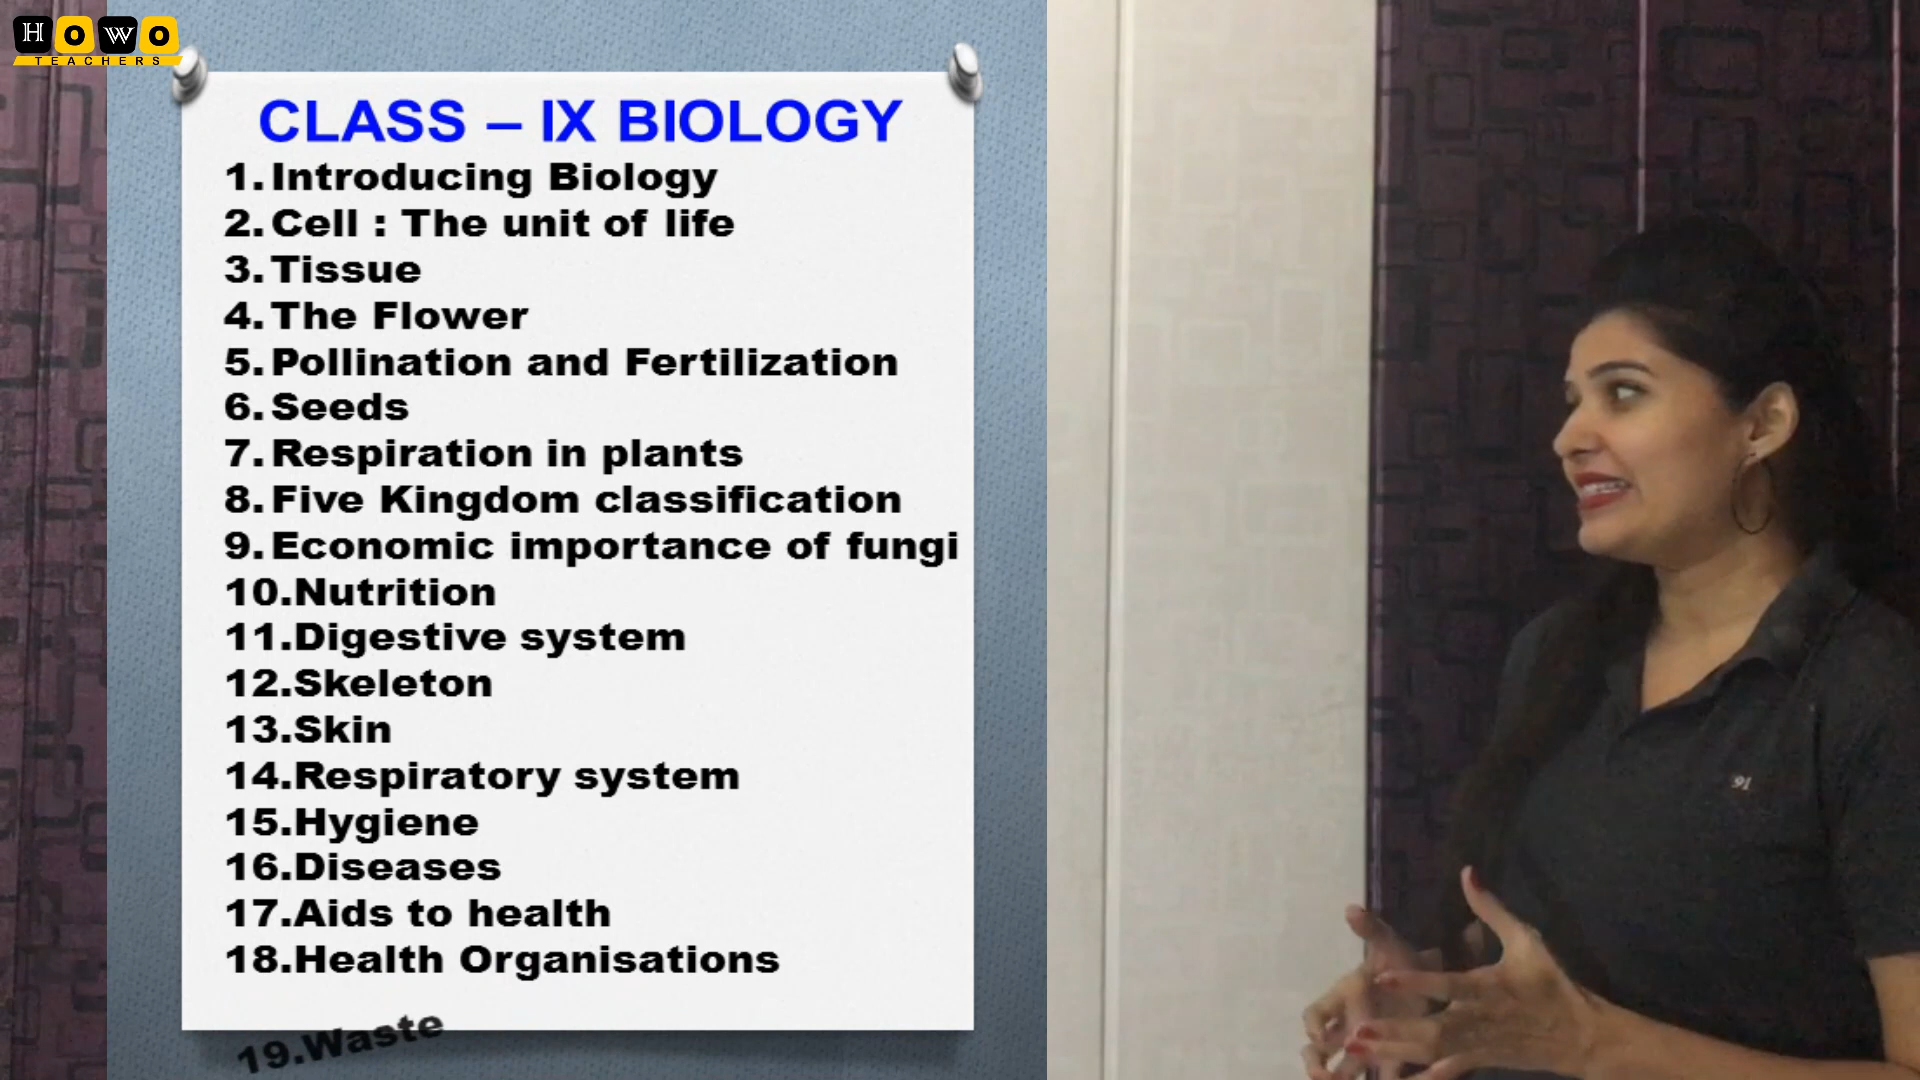 HOWO
TEACHERS
CLASS – IX BIOLOGY
1. Introducing Biology
2. Cell : The unit of life
3. Tissue
4. The Flower
5. Pollination and Fertilization
6. Seeds
7. Respiration in plants
8. Five Kingdom classification
9. Economic importance of fungi
10.Nutrition
11.Digestive system
12.Skeleton
13.Skin
14.Respiratory system
15.Hygiene
16.Diseases
17.Aids to health
18.Health Organisations
19.Waste
91